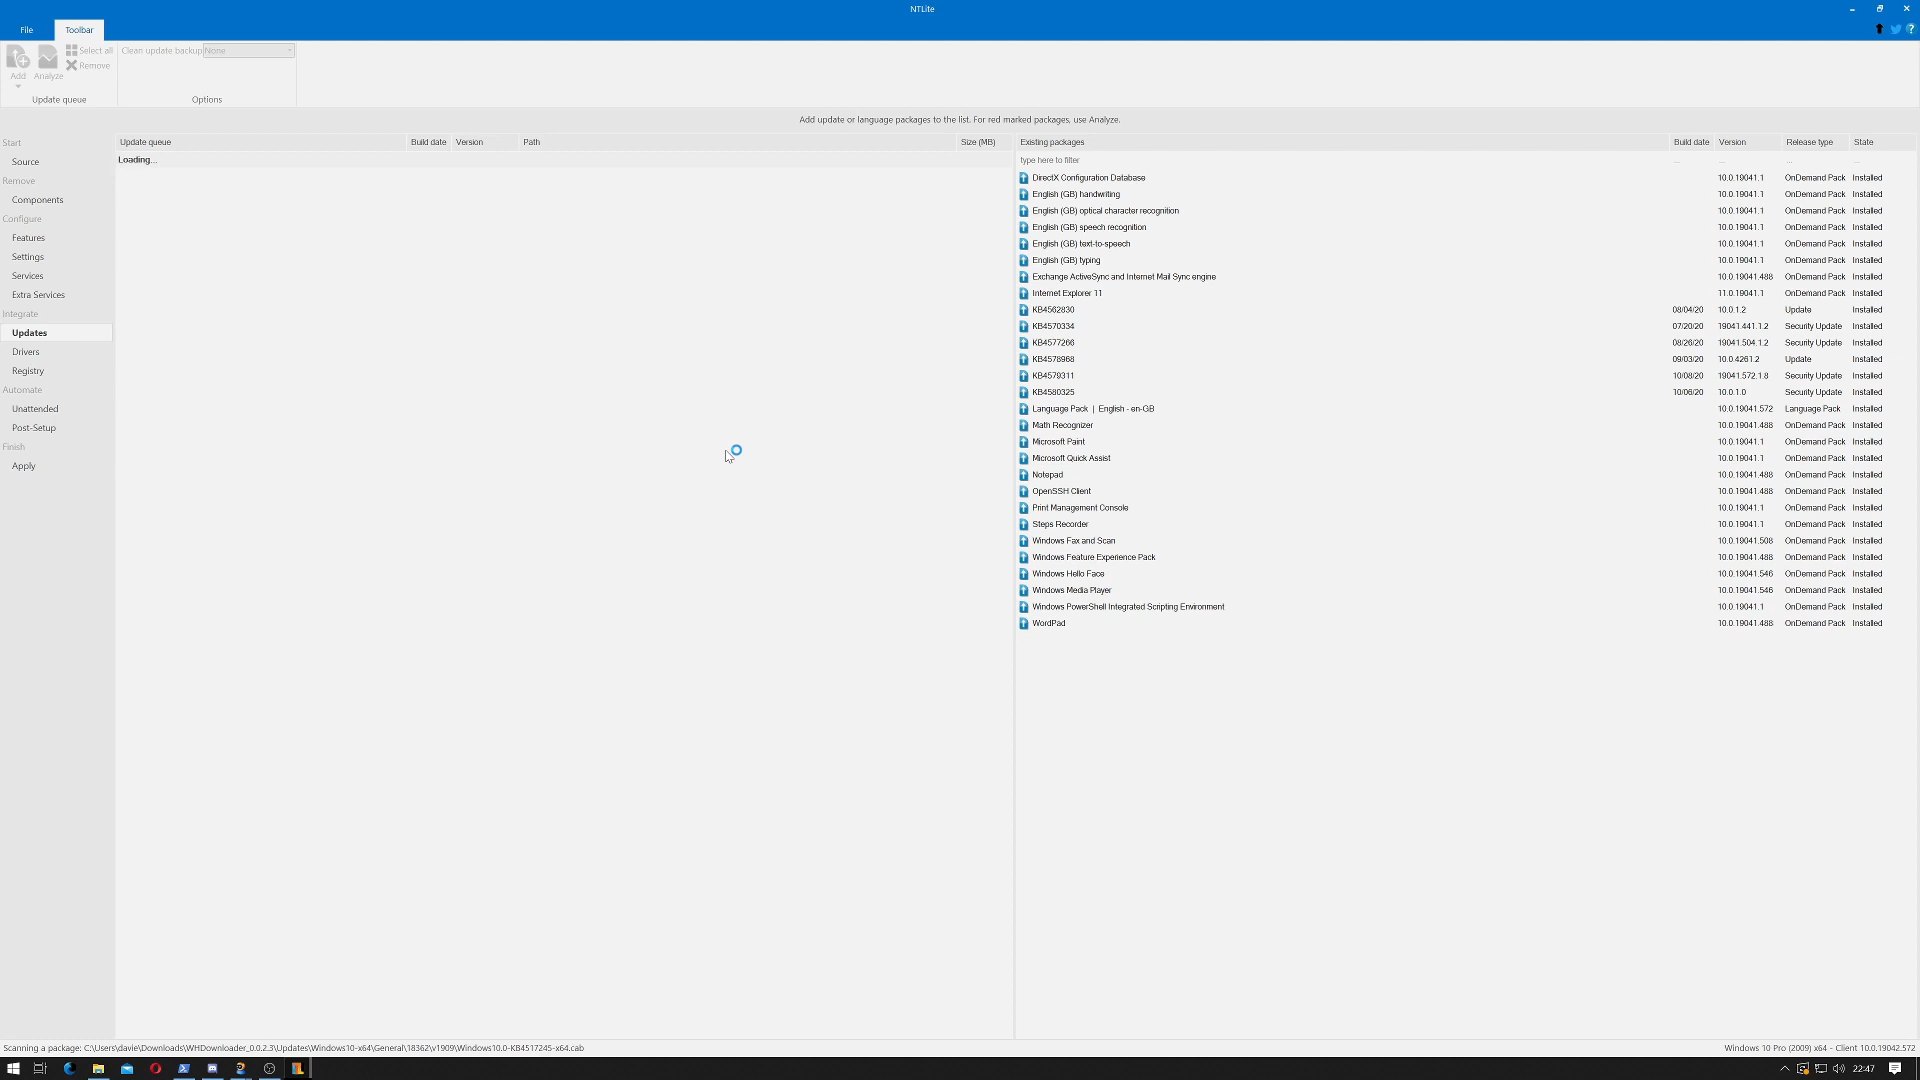 NTLite
File Toolbar
Add Analyze Select all Remove Clean update backup None
Update queue Options
Add update or language packages to the list. For red marked packages, use Analyze.
Start
Source
Remove
Components
Configure
Features
Settings
Services
Extra Services
Integrate
Updates
Drivers
Registry
Automate
Unattended
Post-Setup
Finish
Apply
Update queue Build date Version Path Size (MB)
Loading...
Existing packages Build date Version Release type State
type here to filter ... ... ... ...
DirectX Configuration Database 10.0.19041.1 OnDemand Pack Installed
English (GB) handwriting 10.0.19041.1 OnDemand Pack Installed
English (GB) optical character recognition 10.0.19041.1 OnDemand Pack Installed
English (GB) speech recognition 10.0.19041.1 OnDemand Pack Installed
English (GB) text-to-speech 10.0.19041.1 OnDemand Pack Installed
English (GB) typing 10.0.19041.1 OnDemand Pack Installed
Exchange ActiveSync and Internet Mail Sync engine 10.0.19041.488 OnDemand Pack Installed
Internet Explorer 11 11.0.19041.1 OnDemand Pack Installed
KB4562830 08/04/20 10.0.1.2 Update Installed
KB4570334 07/20/20 19041.441.1.2 Security Update Installed
KB4577266 08/26/20 19041.504.1.2 Security Update Installed
KB4578968 09/03/20 10.0.4261.2 Update Installed
KB4579311 10/08/20 19041.572.1.8 Security Update Installed
KB4580325 10/06/20 10.0.1.0 Security Update Installed
Language Pack | English - en-GB 10.0.19041.572 Language Pack Installed
Math Recognizer 10.0.19041.488 OnDemand Pack Installed
Microsoft Paint 10.0.19041.1 OnDemand Pack Installed
Microsoft Quick Assist 10.0.19041.1 OnDemand Pack Installed
Notepad 10.0.19041.488 OnDemand Pack Installed
OpenSSH Client 10.0.19041.488 OnDemand Pack Installed
Print Management Console 10.0.19041.1 OnDemand Pack Installed
Steps Recorder 10.0.19041.1 OnDemand Pack Installed
Windows Fax and Scan 10.0.19041.508 OnDemand Pack Installed
Windows Feature Experience Pack 10.0.19041.488 OnDemand Pack Installed
Windows Hello Face 10.0.19041.546 OnDemand Pack Installed
Windows Media Player 10.0.19041.546 OnDemand Pack Installed
Windows PowerShell Integrated Scripting Environment 10.0.19041.1 OnDemand Pack Installed
WordPad 10.0.19041.488 OnDemand Pack Installed
Scanning a package: C:\Users\davie\Downloads\WHDownloader_0.0.2.3\Updates\Windows10-x64\General\18362\v1909\Windows10.0-KB4517245-x64.cab Windows 10 Pro (2009) x64 - Client 10.0.19042.572
22:47